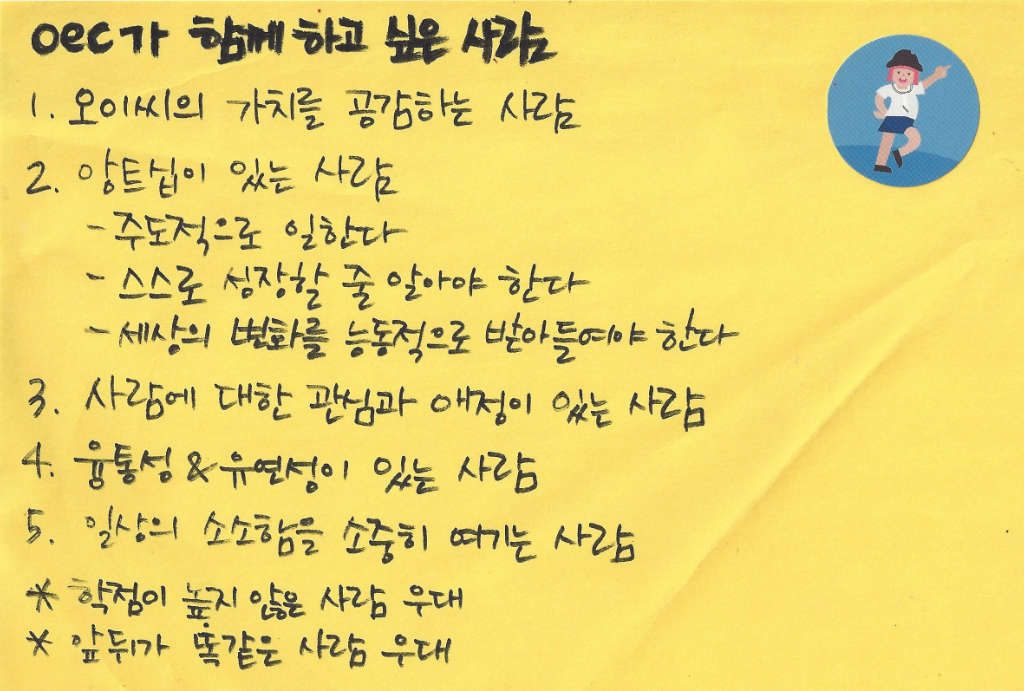 oec가 함께 하고 싶은 사람
1. 오이씨의 가치를 공감하는 사람
2. 앙트십이 있는 사람
- 주도적으로 일한다
- 스스로 성장할 줄 알아야 한다
- 세상의 변화를 능동적으로 받아들여야 한다
3. 사람에 대한 관심과 애정이 있는 사람
4. 융통성 & 유연성이 있는 사람
5. 일상의 소소함을 소중히 여기는 사람
* 학점이 높지 않은 사람 우대
* 앞뒤가 똑같은 사람 우대